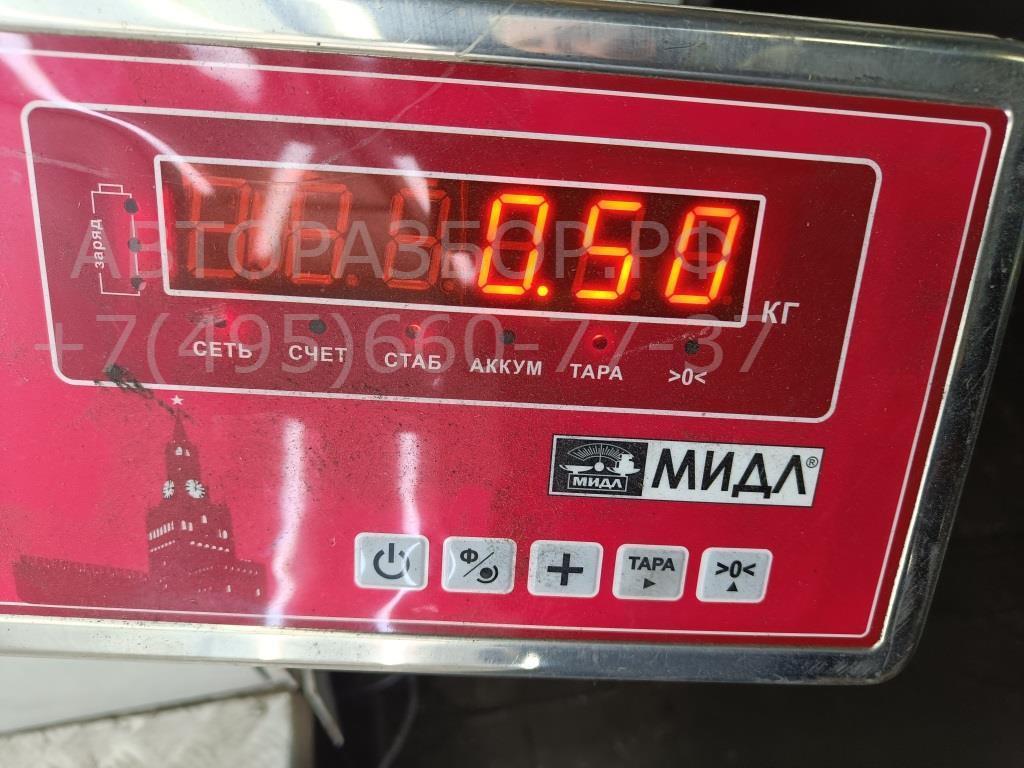 заряд
0.50
кг
АВТОРАЗБОР.РФ
+7(495)660-77-37
СЕТЬ СЧЕТ СТАБ АККУМ ТАРА >0<
МИДЛ МИДЛ®
Ф ТАРА >0<